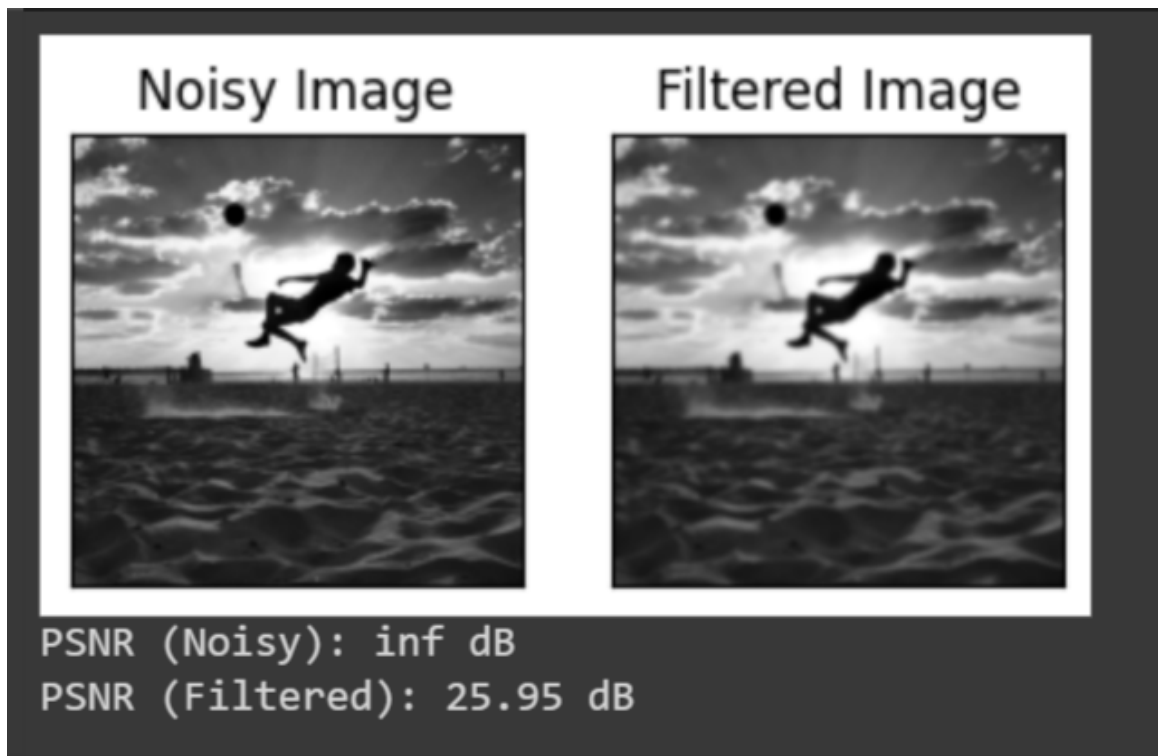 Noisy Image
Filtered Image
PSNR (Noisy): inf dB
PSNR (Filtered): 25.95 dB